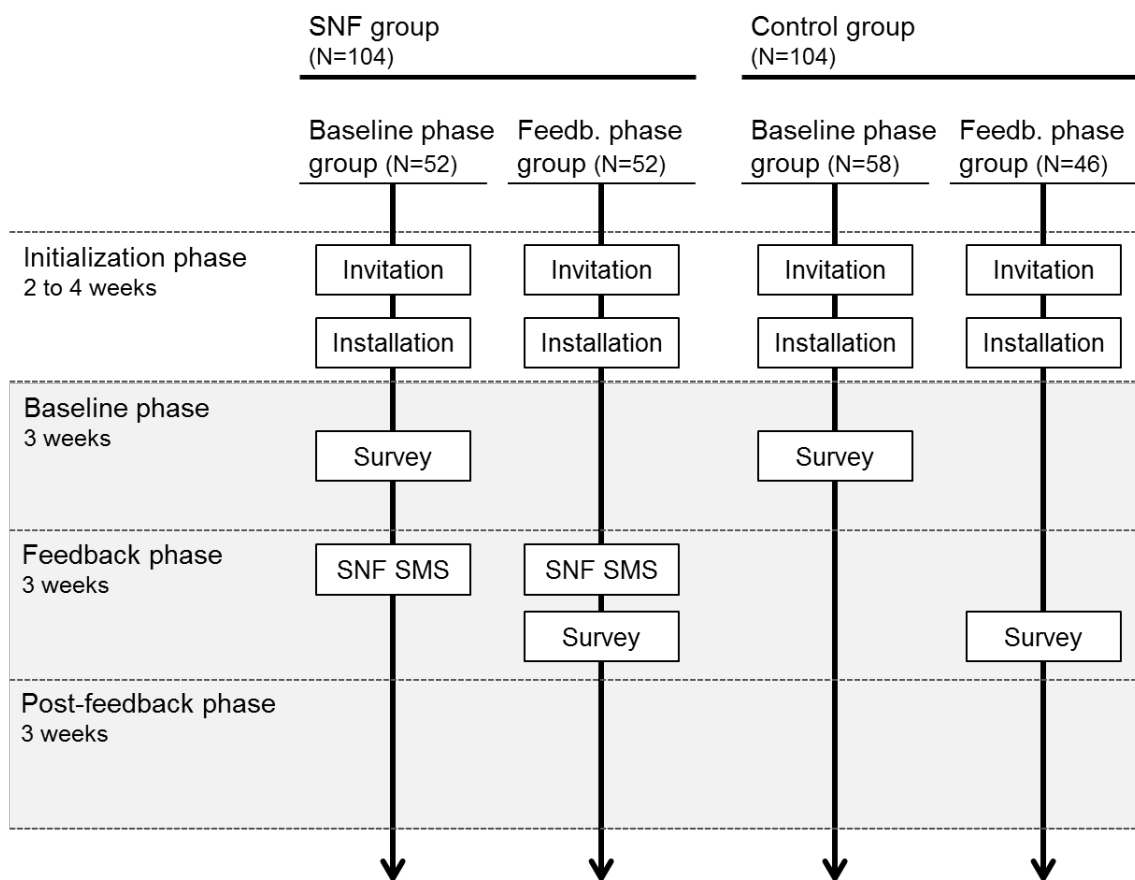 SNF group
(N=104)
Control group
(N=104)
Baseline phase
group (N=52)
Feedb. phase
group (N=52)
Baseline phase
group (N=58)
Feedb. phase
group (N=46)
Initialization phase
2 to 4 weeks
Invitation
Invitation
Invitation
Invitation
Installation
Installation
Installation
Installation
Baseline phase
3 weeks
Survey
Survey
Feedback phase
3 weeks
SNF SMS
SNF SMS
Survey
Survey
Post-feedback phase
3 weeks